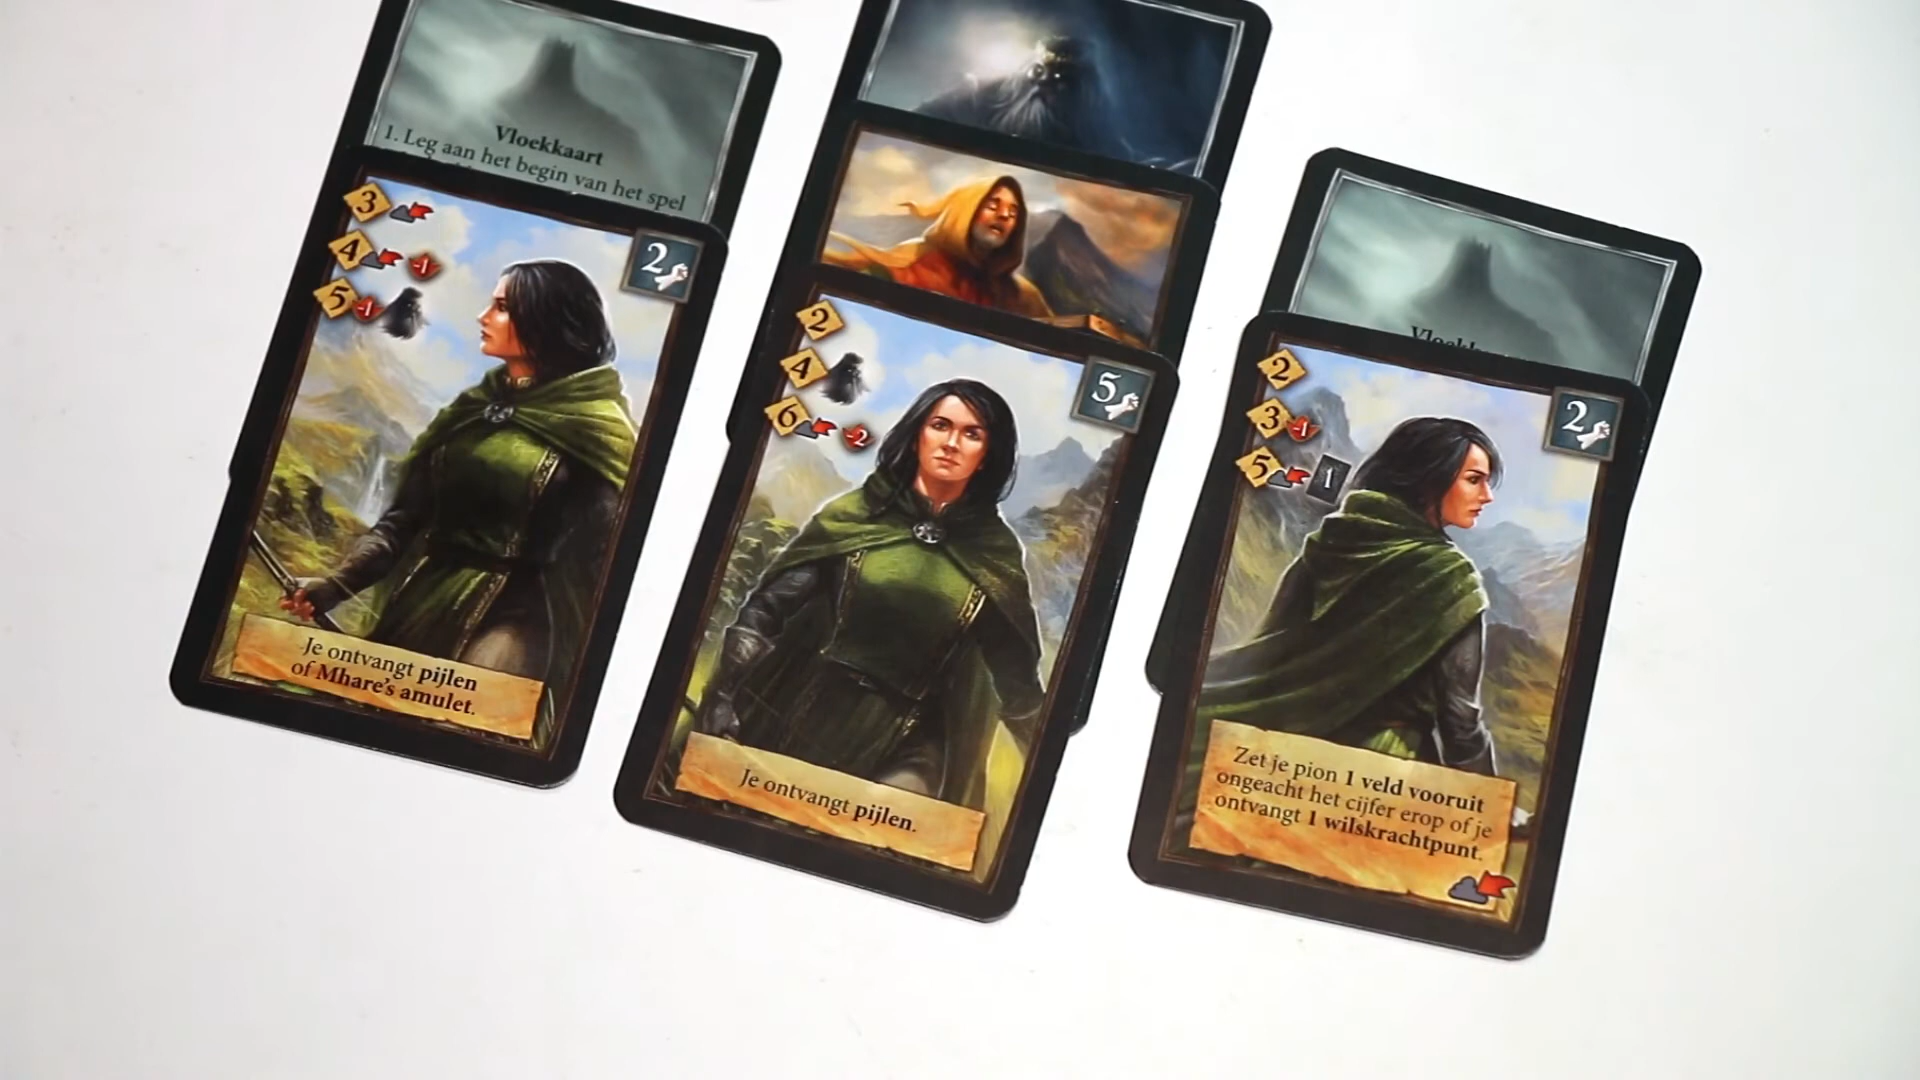 Vloekkaart
1. Leg aan het begin van het spel
3
4 -1
5 -1
2
Je ontvangt pijlen
of Mhare's amulet.
2
4
6 -2
5
Je ontvangt pijlen.
2
3 -1
5 1
2
Zet je pion 1 veld vooruit
ongeacht het cijfer erop of je
ontvangt 1 wilskrachtpunt.